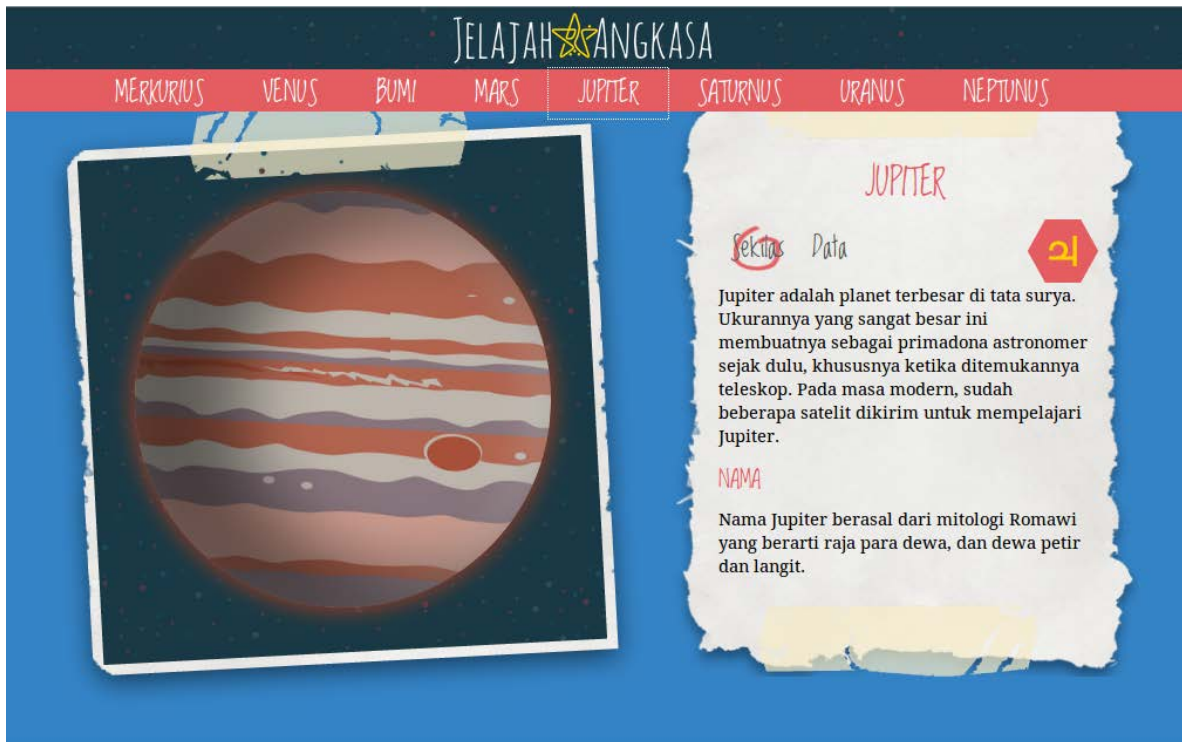 JELAJAH ANGKASA
MERKURIUS VENUS BUMI MARS JUPITER SATURNUS URANUS NEPTUNUS
JUPITER
Sekilas Data
Jupiter adalah planet terbesar di tata surya.
Ukurannya yang sangat besar ini
membuatnya sebagai primadona astronomer
sejak dulu, khususnya ketika ditemukannya
teleskop. Pada masa modern, sudah
beberapa satelit dikirim untuk mempelajari
Jupiter.
NAMA
Nama Jupiter berasal dari mitologi Romawi
yang berarti raja para dewa, dan dewa petir
dan langit.